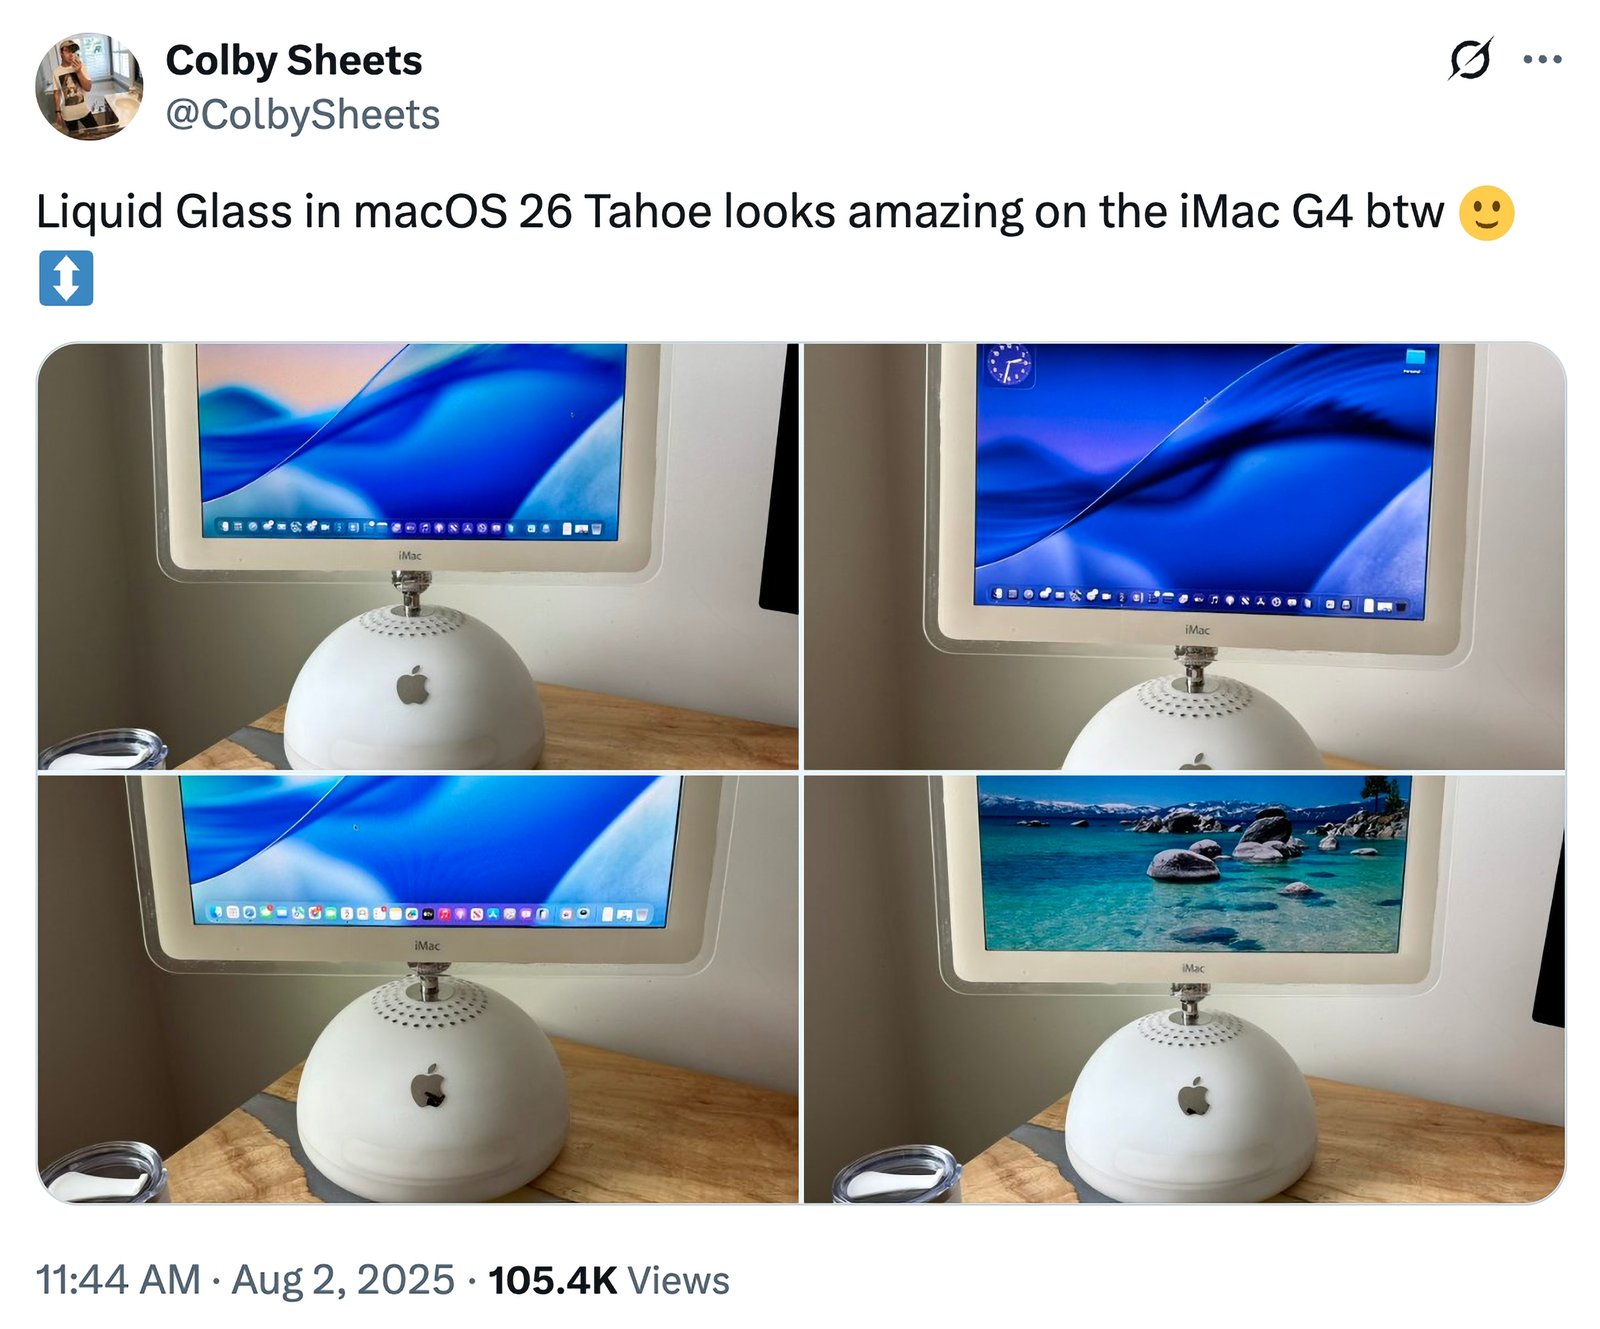 Colby Sheets
@ColbySheets
Liquid Glass in macOS 26 Tahoe looks amazing on the iMac G4 btw 🙂
↕️
iMac
iMac
iMac
iMac
11:44 AM · Aug 2, 2025 · 105.4K Views